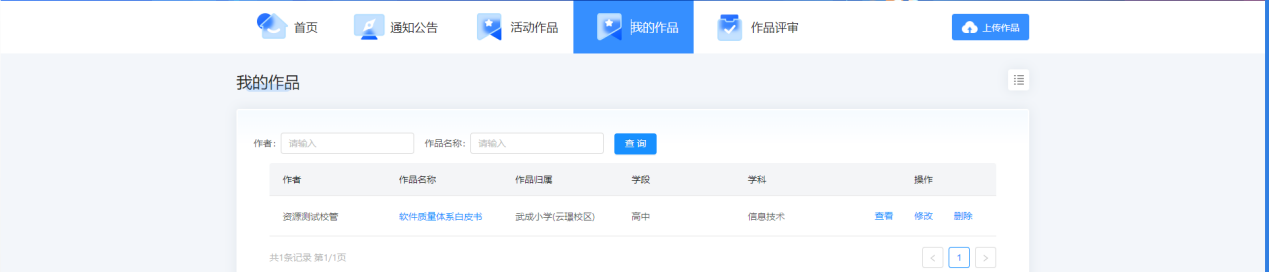 首页 通知公告 活动作品 我的作品 作品评审 上传作品
我的作品
作者: 请输入 作品名称: 请输入 查 询
作者 作品名称 作品归属 学段 学科 操作
资源测试校管 软件质量体系白皮书 武成小学(云璟校区) 高中 信息技术 查看 修改 删除
共1条记录 第1/1页 1